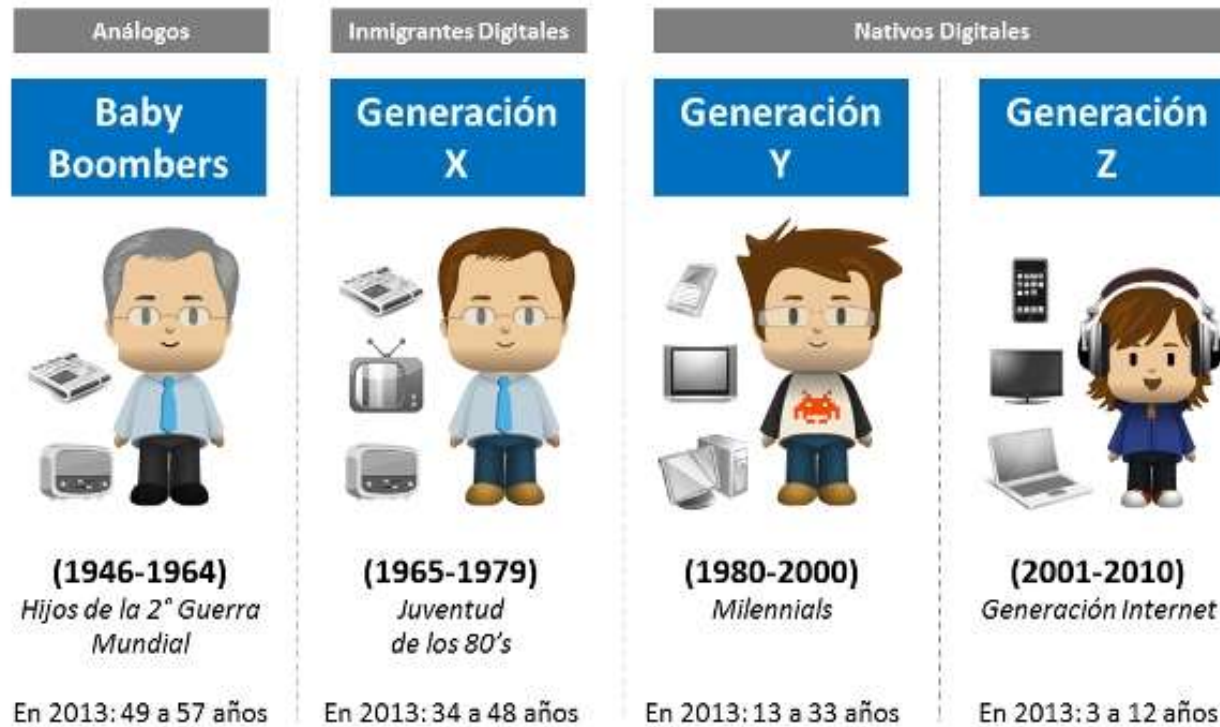 Análogos
Inmigrantes Digitales
Nativos Digitales
Baby
Boombers
Generación
X
Generación
Y
Generación
Z
(1946-1964)
Hijos de la 2° Guerra
Mundial
(1965-1979)
Juventud
de los 80's
(1980-2000)
Milennials
(2001-2010)
Generación Internet
En 2013: 49 a 57 años
En 2013: 34 a 48 años
En 2013: 13 a 33 años
En 2013: 3 a 12 años